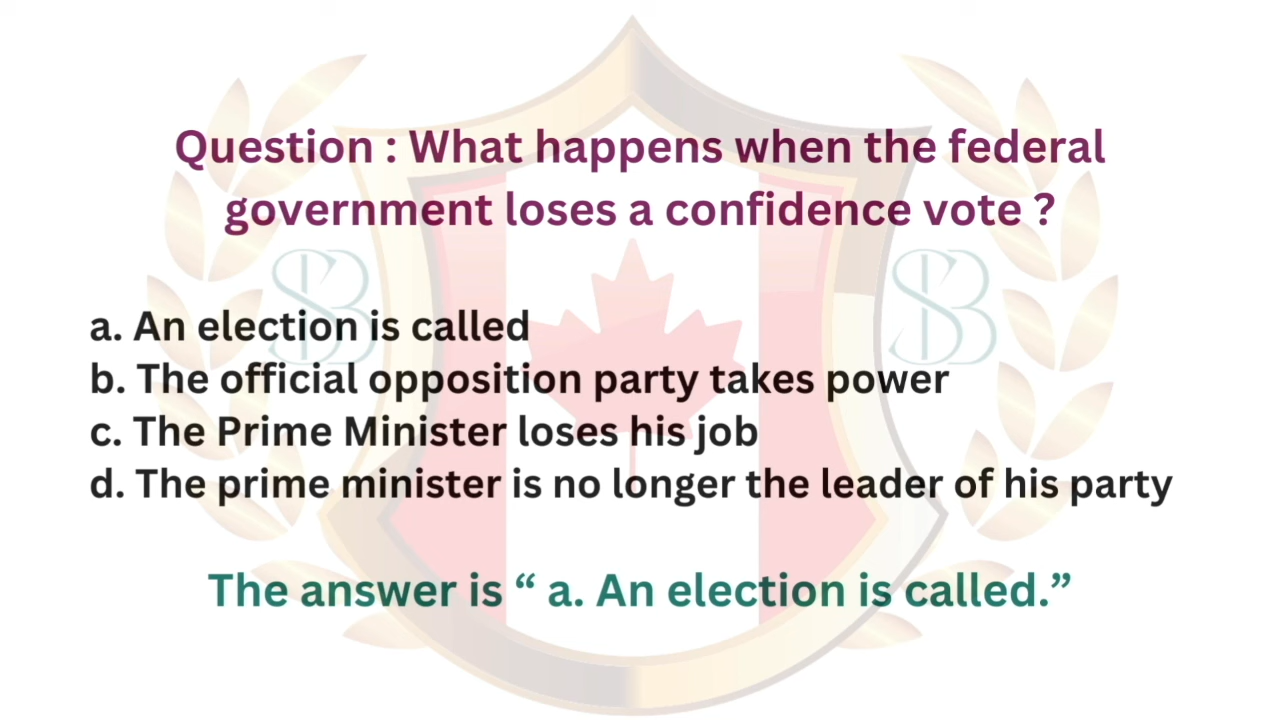 Question : What happens when the federal
government loses a confidence vote ?
SB
SB
a. An election is called
b. The official opposition party takes power
c. The Prime Minister loses his job
d. The prime minister is no longer the leader of his party
The answer is “ a. An election is called.”